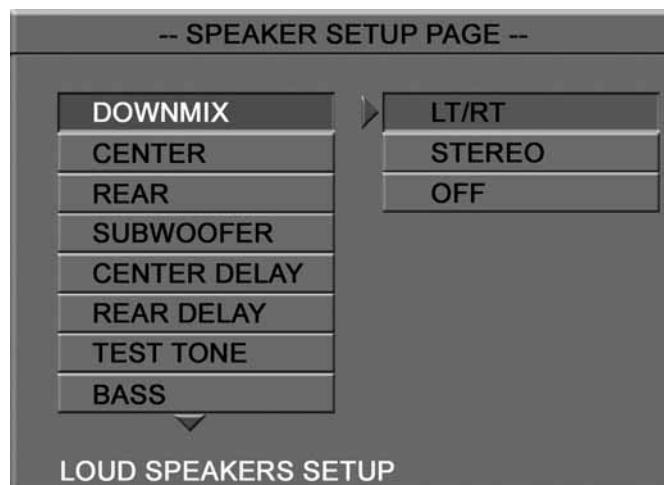 -- SPEAKER SETUP PAGE --
DOWNMIX
LT/RT
CENTER
STEREO
REAR
OFF
SUBWOOFER
CENTER DELAY
REAR DELAY
TEST TONE
BASS
LOUD SPEAKERS SETUP